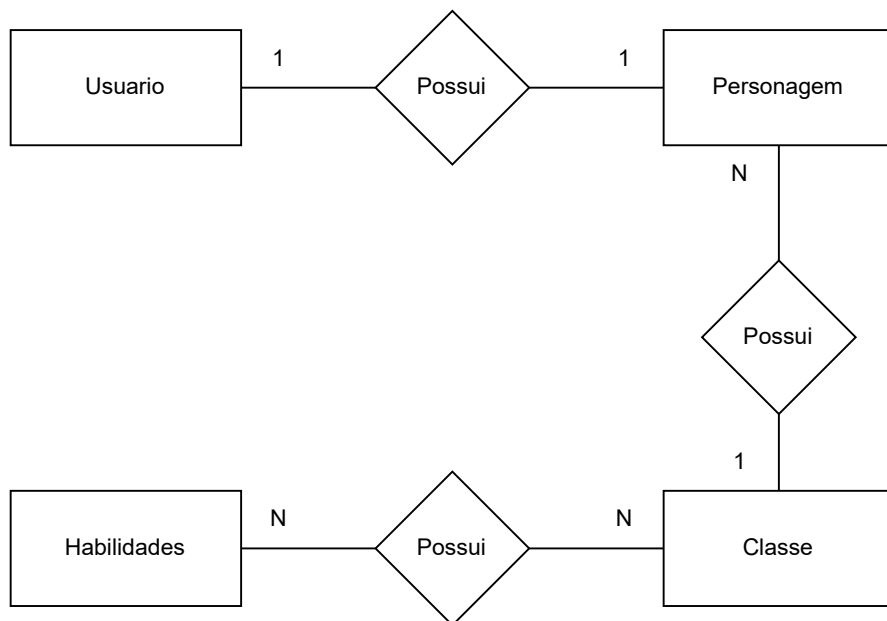 Usuario
1
Possui
1
Personagem
N
Possui
1
Habilidades
N
Possui
N
Classe